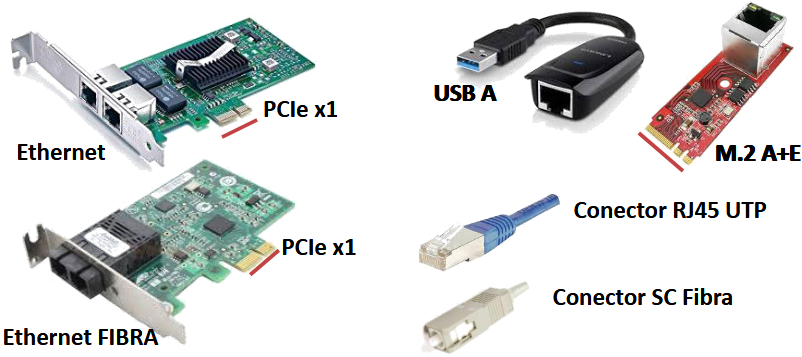 PCIe x1
Ethernet
USB A
M.2 A+E
Conector RJ45 UTP
PCIe x1
Conector SC Fibra
Ethernet FIBRA